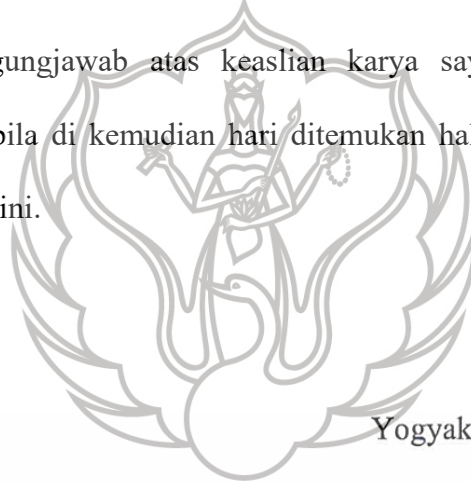 gungjawab atas keaslian karya say
bila di kemudian hari ditemukan hal
ini.
Yogyak